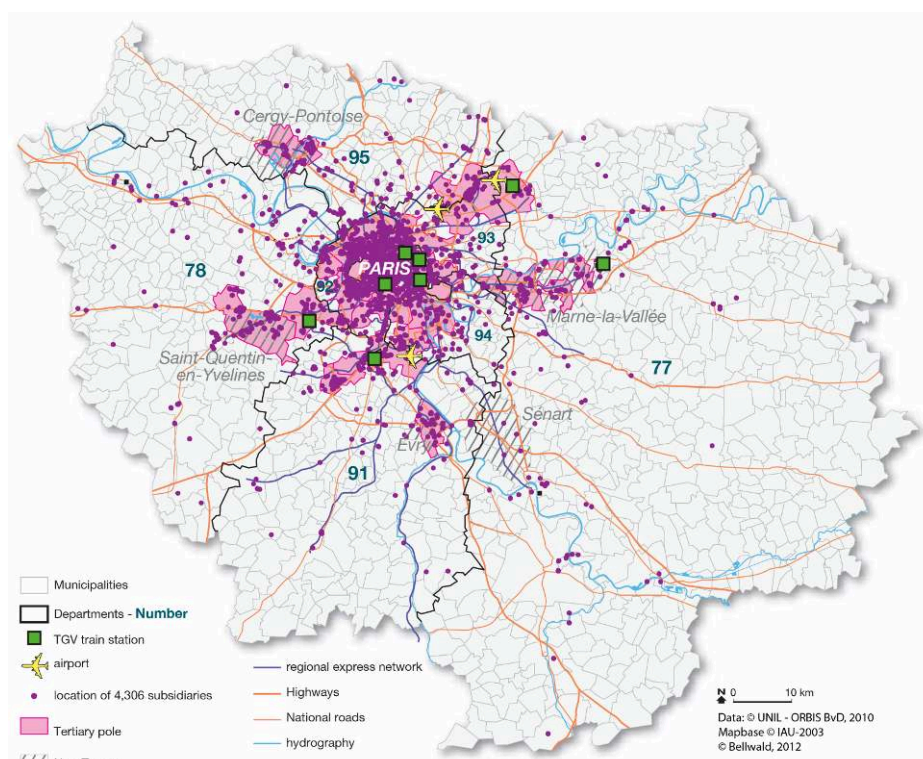 Cergy-Pontoise
95
93
PARIS
78
92
Marne-la-Vallée
94
Saint-Quentin-
en-Yvelines
77
Sénart
Evry
91
Municipalities
Departments - Number
TGV train station
airport
location of 4,306 subsidiaries
Tertiary pole
regional express network
Highways
National roads
hydrography
N 0 10 km
Data: © UNIL - ORBIS BvD, 2010
Mapbase © IAU-2003
© Bellwald, 2012